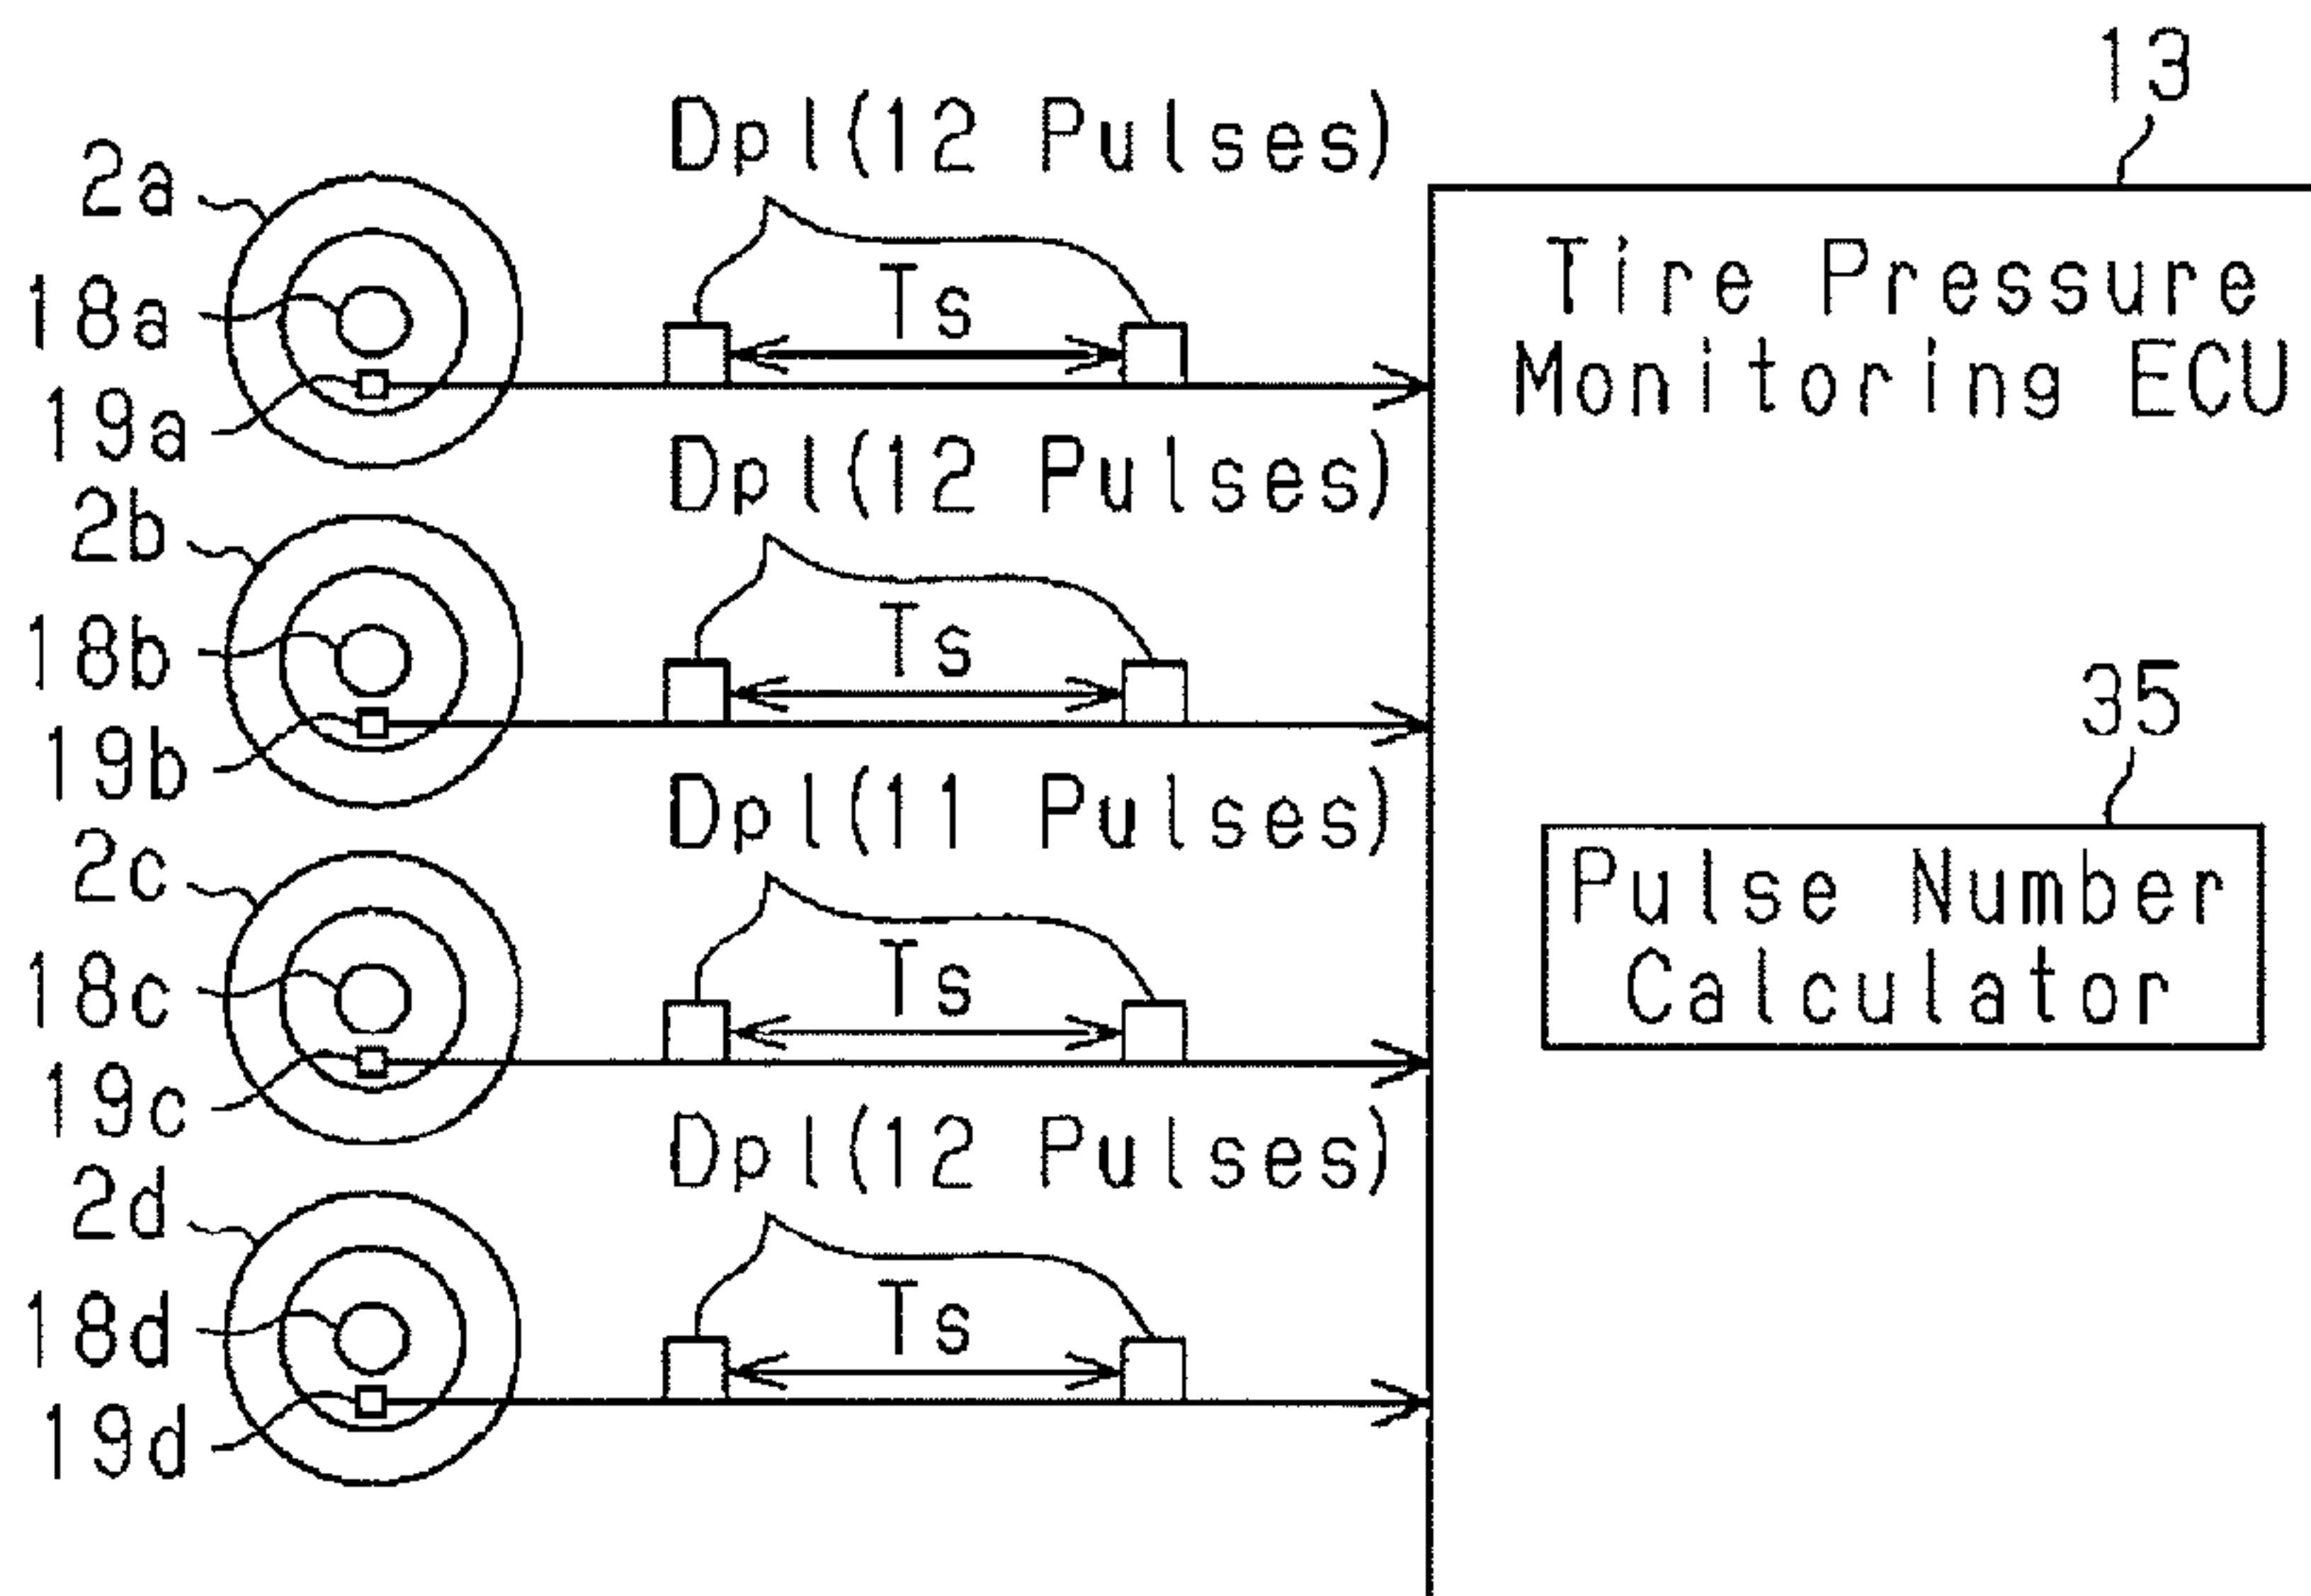 13
Dpl(12 Pulses)
2a
Ts
18a
19a
Tire Pressure
Monitoring ECU
Dpl(12 Pulses)
2b
Ts
18b
19b
35
Dpl(11 Pulses)
2c
Ts
18c
19c
Pulse Number
Calculator
Dpl(12 Pulses)
2d
Ts
18d
19d